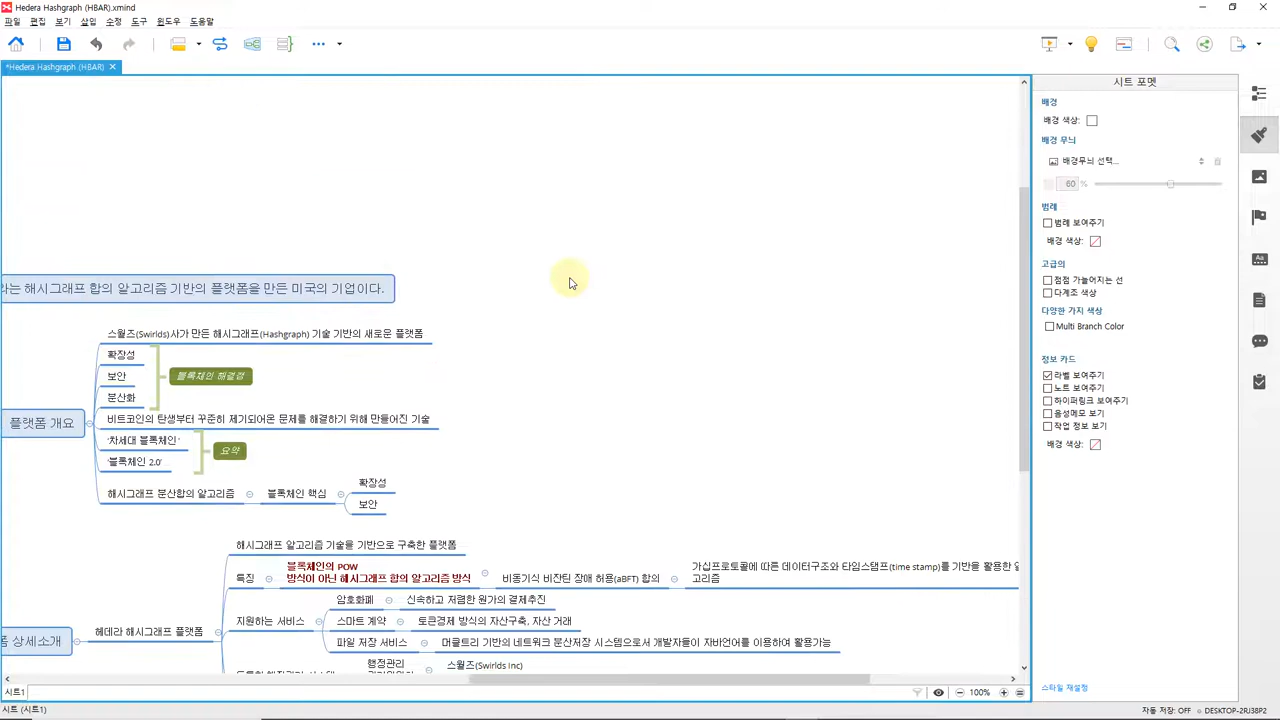 Hedera Hashgraph (HBAR).xmind
파일 편집 보기 삽입 수정 도구 윈도우 도움말
*Hedera Hashgraph (HBAR)
시트 포멧
배경
배경 색상:
배경 무늬
배경무늬 선택...
60 %
범례
범례 보여주기
배경 색상:
고급의
점점 가늘어지는 선
다계조 색상
다양한 가지 색상
Multi Branch Color
정보 카드
라벨 보여주기
노트 보여주기
하이퍼링크 보여주기
음성메모 보기
작업 정보 보기
배경 색상:
스타일 재설정
해시그래프 합의 알고리즘 기반의 플랫폼을 만든 미국의 기업이다.
플랫폼 개요
스월즈(Swirlds)사가 만든 해시그래프(Hashgraph) 기술 기반의 새로운 플랫폼
확장성
보안
분산화
블록체인 해결점
비트코인의 탄생부터 꾸준히 제기되어온 문제를 해결하기 위해 만들어진 기술
'차세대 블록체인'
'블록체인 2.0'
요약
해시그래프 분산합의 알고리즘
블록체인 핵심
확장성
보안
폼 상세소개
헤데라 해시그래프 플랫폼
해시그래프 알고리즘 기술을 기반으로 구축한 플랫폼
특징
블록체인의 POW
방식이 아닌 해시그래프 합의 알고리즘 방식
비동기식 비잔틴 장애 허용(aBFT) 합의
가십프로토콜에 따른 데이터구조와 타임스탬프(time stamp)를 기반을 활용한 알
고리즘
지원하는 서비스
암호화폐
신속하고 저렴한 원가의 결제추진
스마트 계약
토큰경제 방식의 자산구축, 자산 거래
파일 저장 서비스
머클트리 기반의 네트워크 분산저장 시스템으로서 개발자들이 자바언어를 이용하여 활용가능
행정관리
스월즈(Swirlds Inc)
시트1
100%
시트 (시트1)
자동 저장: OFF
DESKTOP-2RJ38P2